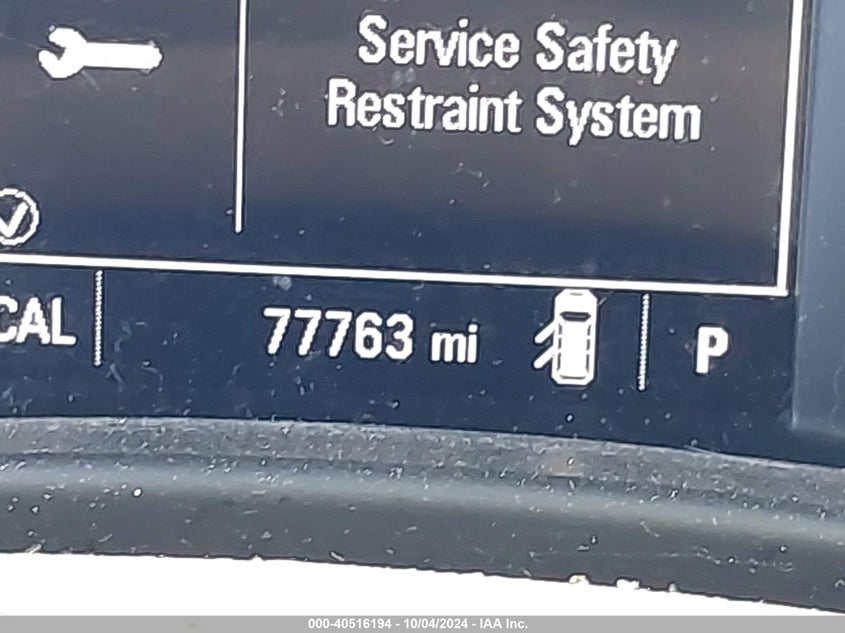 Service Safety
Restraint System
CAL
77763 mi
P
000-40516194 - 10/04/2024 - IAA Inc.